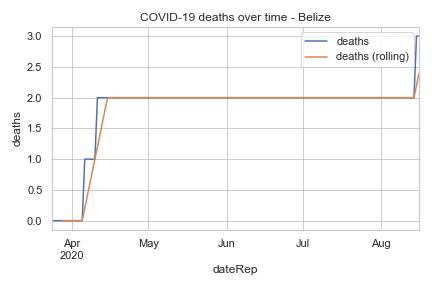 COVID-19 deaths over time - Belize
deaths
deaths (rolling)
3.0
2.5
2.0
1.5
1.0
0.5
0.0
deaths
Apr
2020
May
Jun
Jul
Aug
dateRep